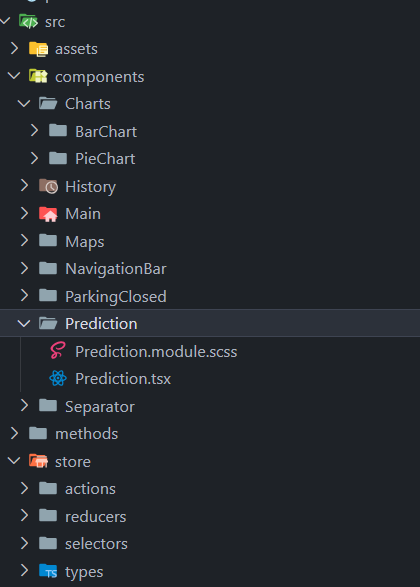 src
assets
components
Charts
BarChart
PieChart
History
Main
Maps
NavigationBar
ParkingClosed
Prediction
Prediction.module.scss
Prediction.tsx
Separator
methods
store
actions
reducers
selectors
TS types